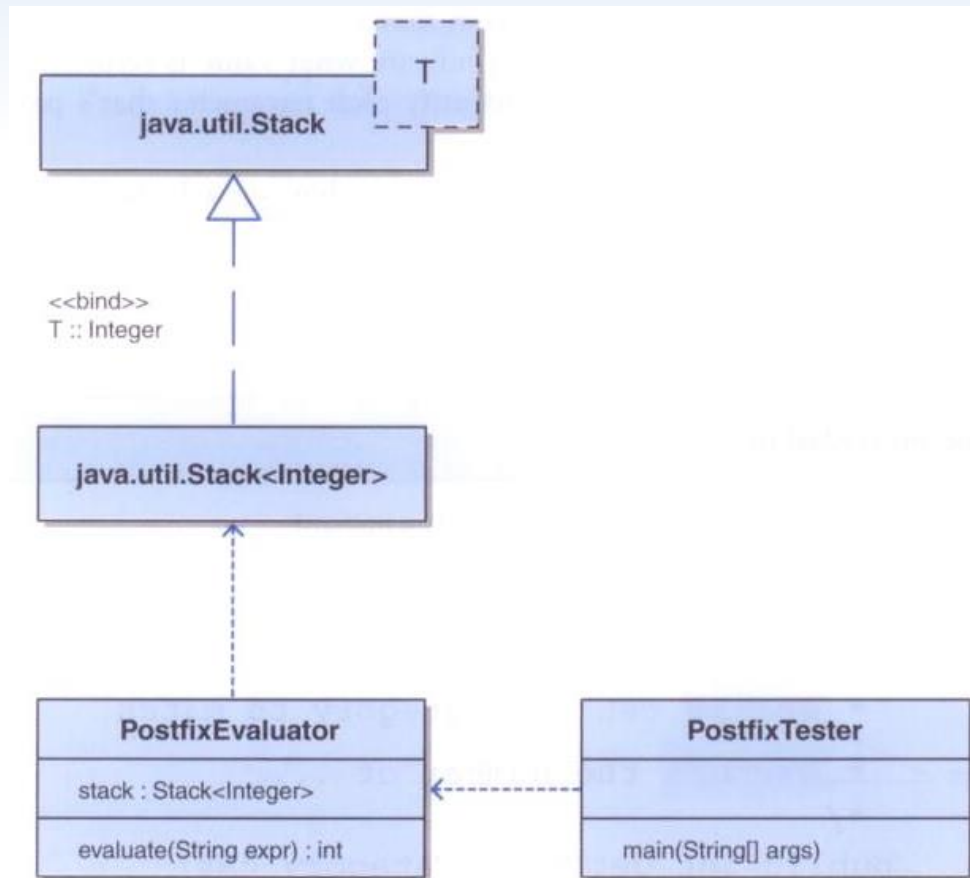 T
java.util.Stack
<<bind>>
T :: Integer
java.util.Stack<Integer>
PostfixEvaluator
stack : Stack<Integer>
evaluate(String expr) : int
PostfixTester
main(String[] args)